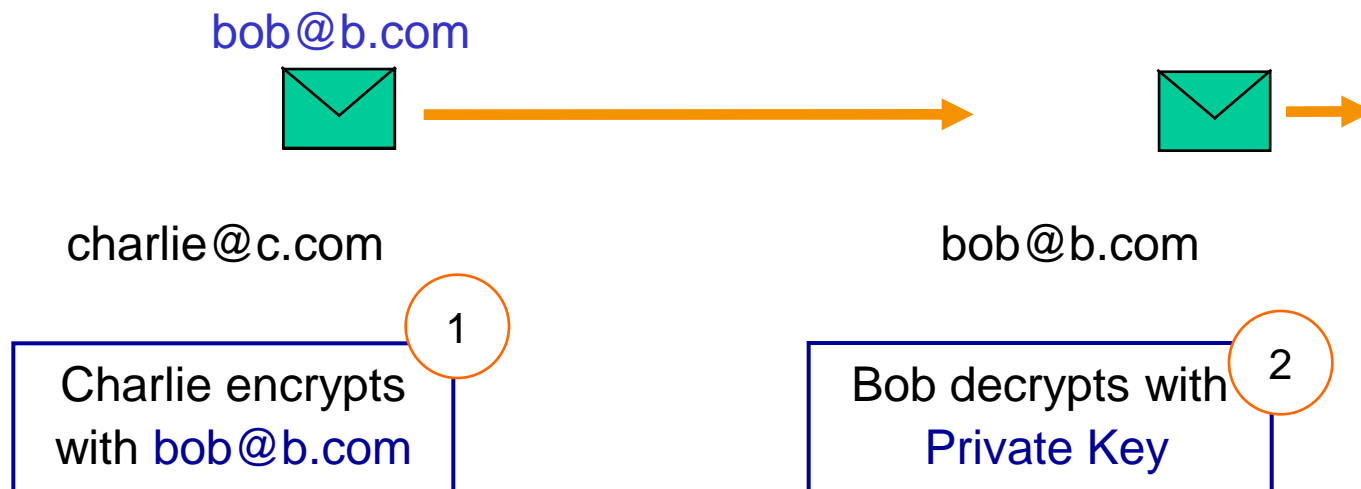 bob@b.com
charlie@c.com
bob@b.com
1
Charlie encrypts
with bob@b.com
2
Bob decrypts with
Private Key